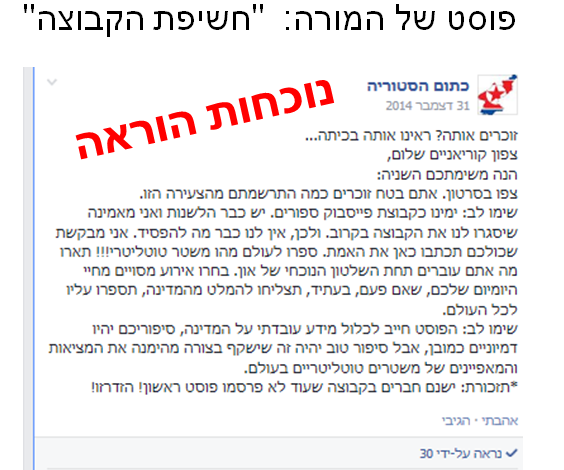 פוסט של המורה: "חשיפת הקבוצה"
נוכחות הוראה
כתום הסטוריה
31 דצמבר 2014
זוכרים אותה? ראינו אותה בכיתה...
צפון קוריאניים שלום,
הנה משימתכם השניה:
צפו בסרטון. אתם בטח זוכרים כמה התרשמתם מהצעירה הזו.
שימו לב: ימינו כקבוצת פייסבוק ספורים. יש כבר הלשנות ואני מאמינה
שיסגרו לנו את הקבוצה בקרוב. ולכן, אין לנו כבר מה להפסיד. אני מבקשת
שכולכם תכתבו כאן את האמת. ספרו לעולם מהו משטר טוטליטרי!!! תארו
מה אתם עוברים תחת השלטון הנוכחי של און. בחרו אירוע מסויים מחיי
היומיום שלכם, שאם פעם, בעתיד, תצליחו להמלט מהמדינה, תספרו עליו
לכל העולם.
שימו לב: הפוסט חייב לכלול מידע עובדתי על המדינה, סיפוריכם יהיו
דמיוניים כמובן, אבל סיפור טוב יהיה זה שישקף בצורה מהימנה את המציאות
והמאפיינים של משטרים טוטליטריים בעולם.
*תזכורת: ישנם חברים בקבוצה שעוד לא פרסמו פוסט ראשון! הזדרזו!
אהבתי · הגיבי
נראה על-ידי 30